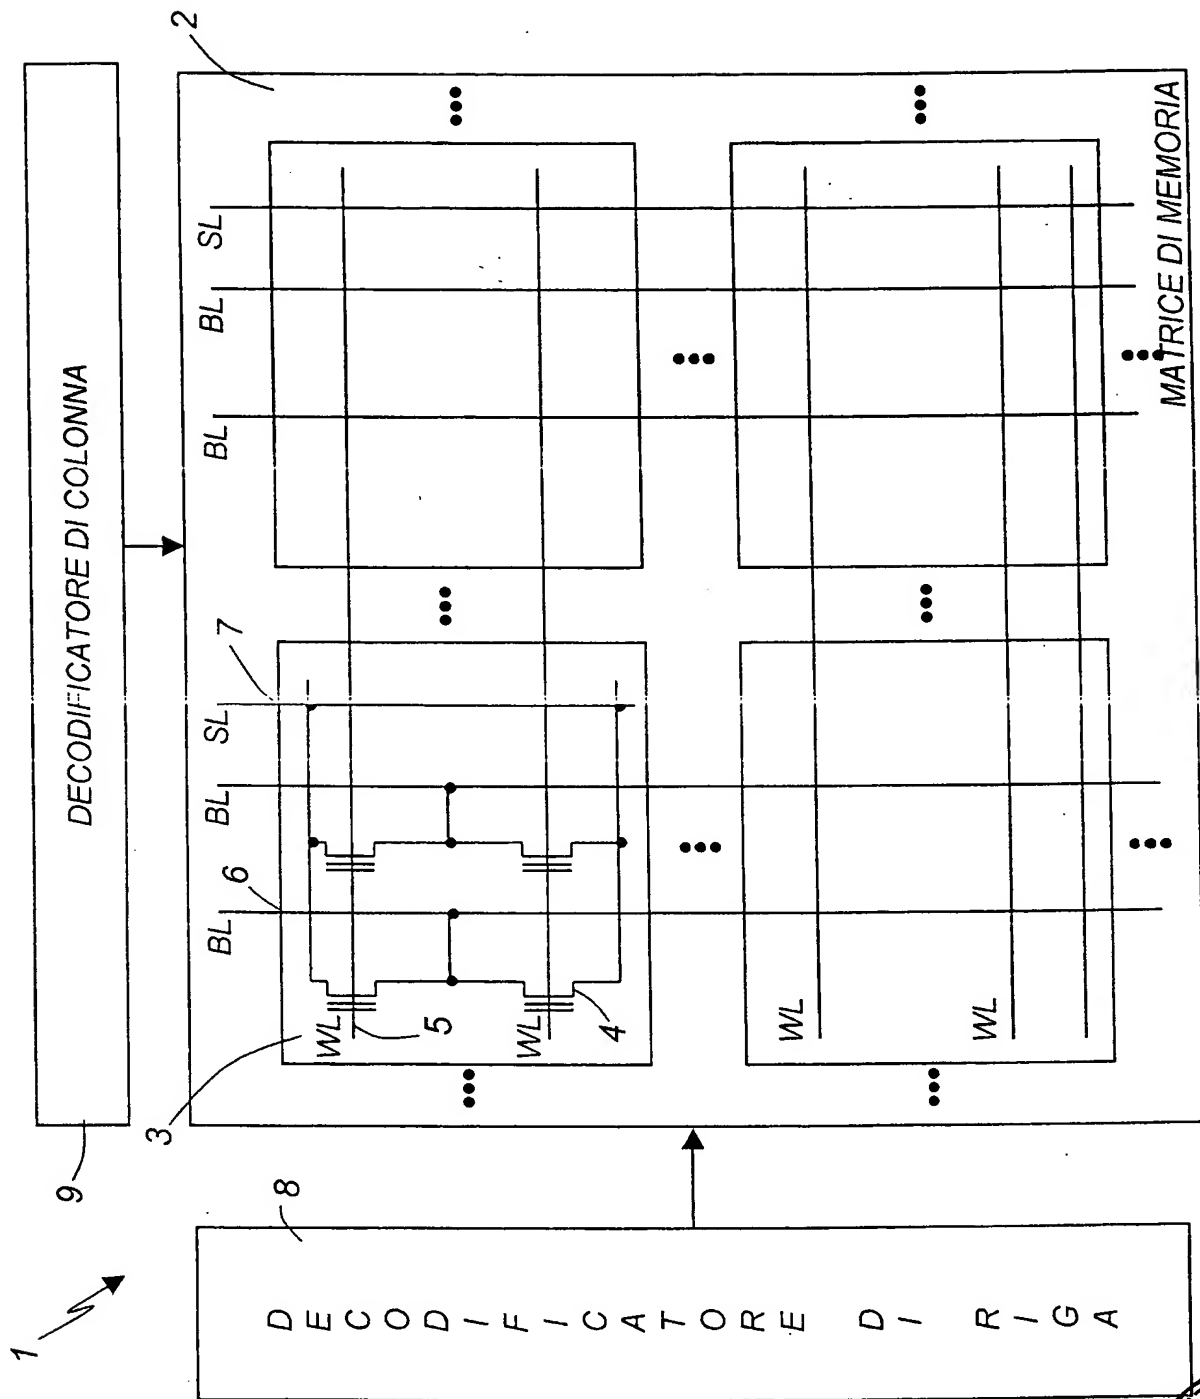 1
9
DECODIFICATORE DI COLONNA
3
2
BL
6
BL
SL
7
BL
BL
SL
8
DECODIFICATORE DI RIGA
WL
5
WL
4
WL
WL
MATRICE DI MEMORIA